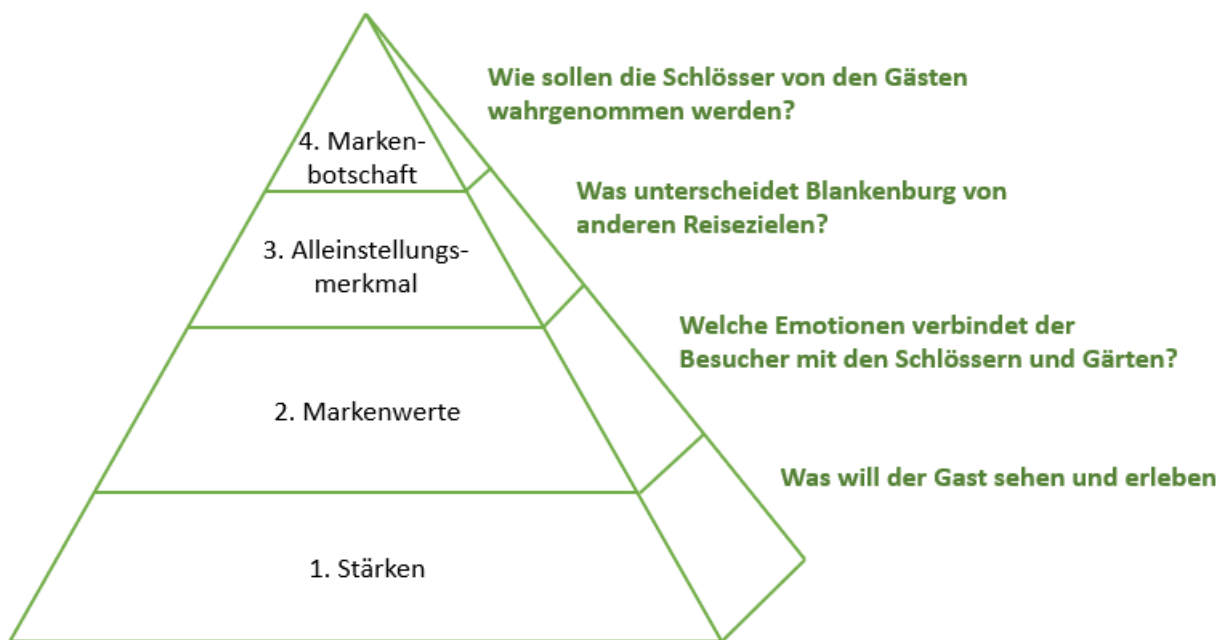 Wie sollen die Schlösser von den Gästen
wahrgenommen werden?
4. Marken-
botschaft
Was unterscheidet Blankenburg von
anderen Reisezielen?
3. Alleinstellungs-
merkmal
Welche Emotionen verbindet der
Besucher mit den Schlössern und Gärten?
2. Markenwerte
Was will der Gast sehen und erleben
1. Stärken